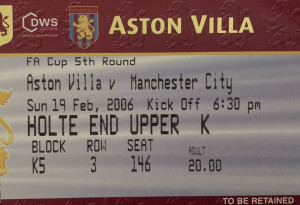 DWS
ASTON VILLA
FA Cup 5th Round
Aston Villa v Manchester City
Sun 19 Feb, 2006 Kick Off 6:30 pm
HOLTE END UPPER K
BLOCK ROW SEAT ADULT
K5 3 146 20.00
TO BE RETAINED